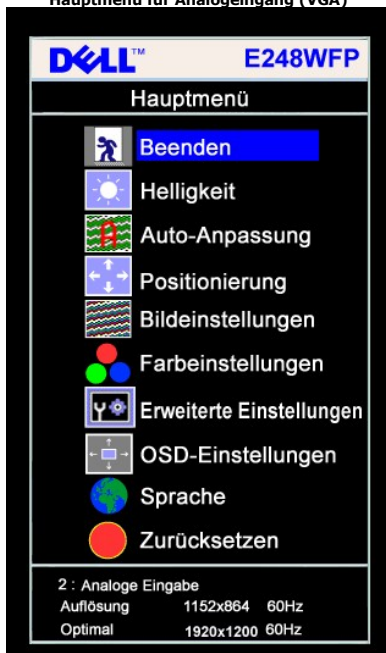 Hauptmenü für Analogeingang (VGA)
DELL™ E248WFP
Hauptmenü
Beenden
Helligkeit
Auto-Anpassung
Positionierung
Bildeinstellungen
Farbeinstellungen
Erweiterte Einstellungen
OSD-Einstellungen
Sprache
Zurücksetzen
2 : Analoge Eingabe
Auflösung 1152x864 60Hz
Optimal 1920x1200 60Hz